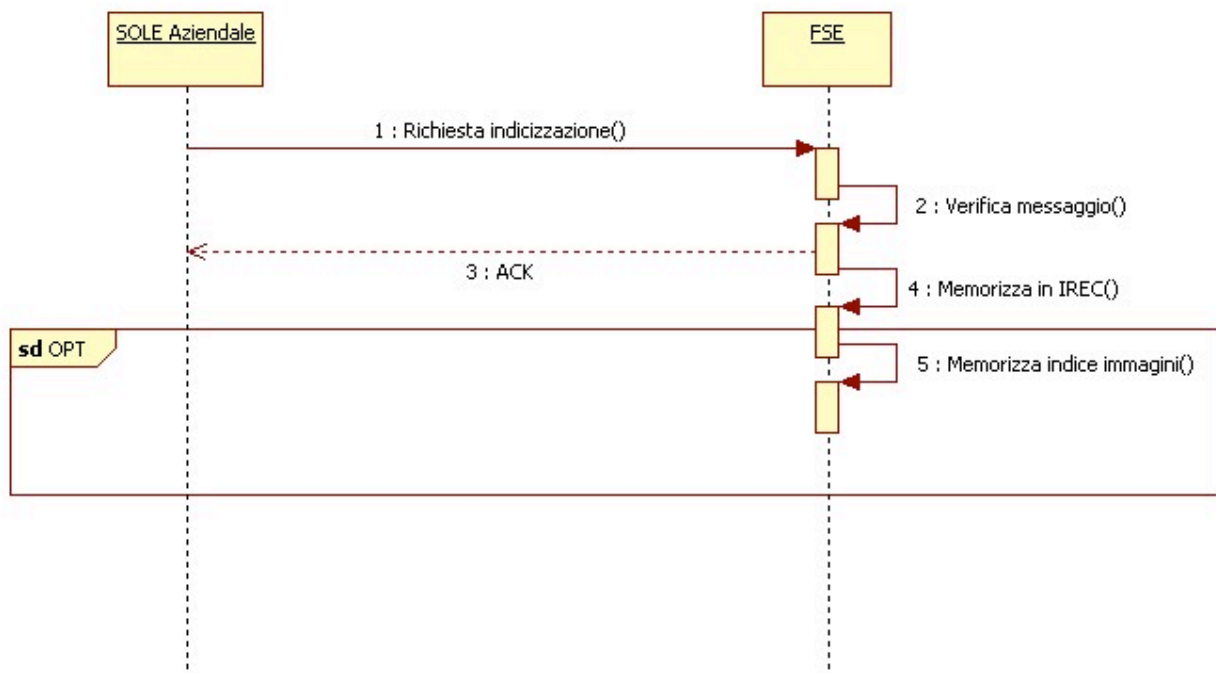 SOLE Aziendale
FSE
1 : Richiesta indicizzazione()
2 : Verifica messaggio()
3 : ACK
4 : Memorizza in IREC()
sd OPT
5 : Memorizza indice immagini()